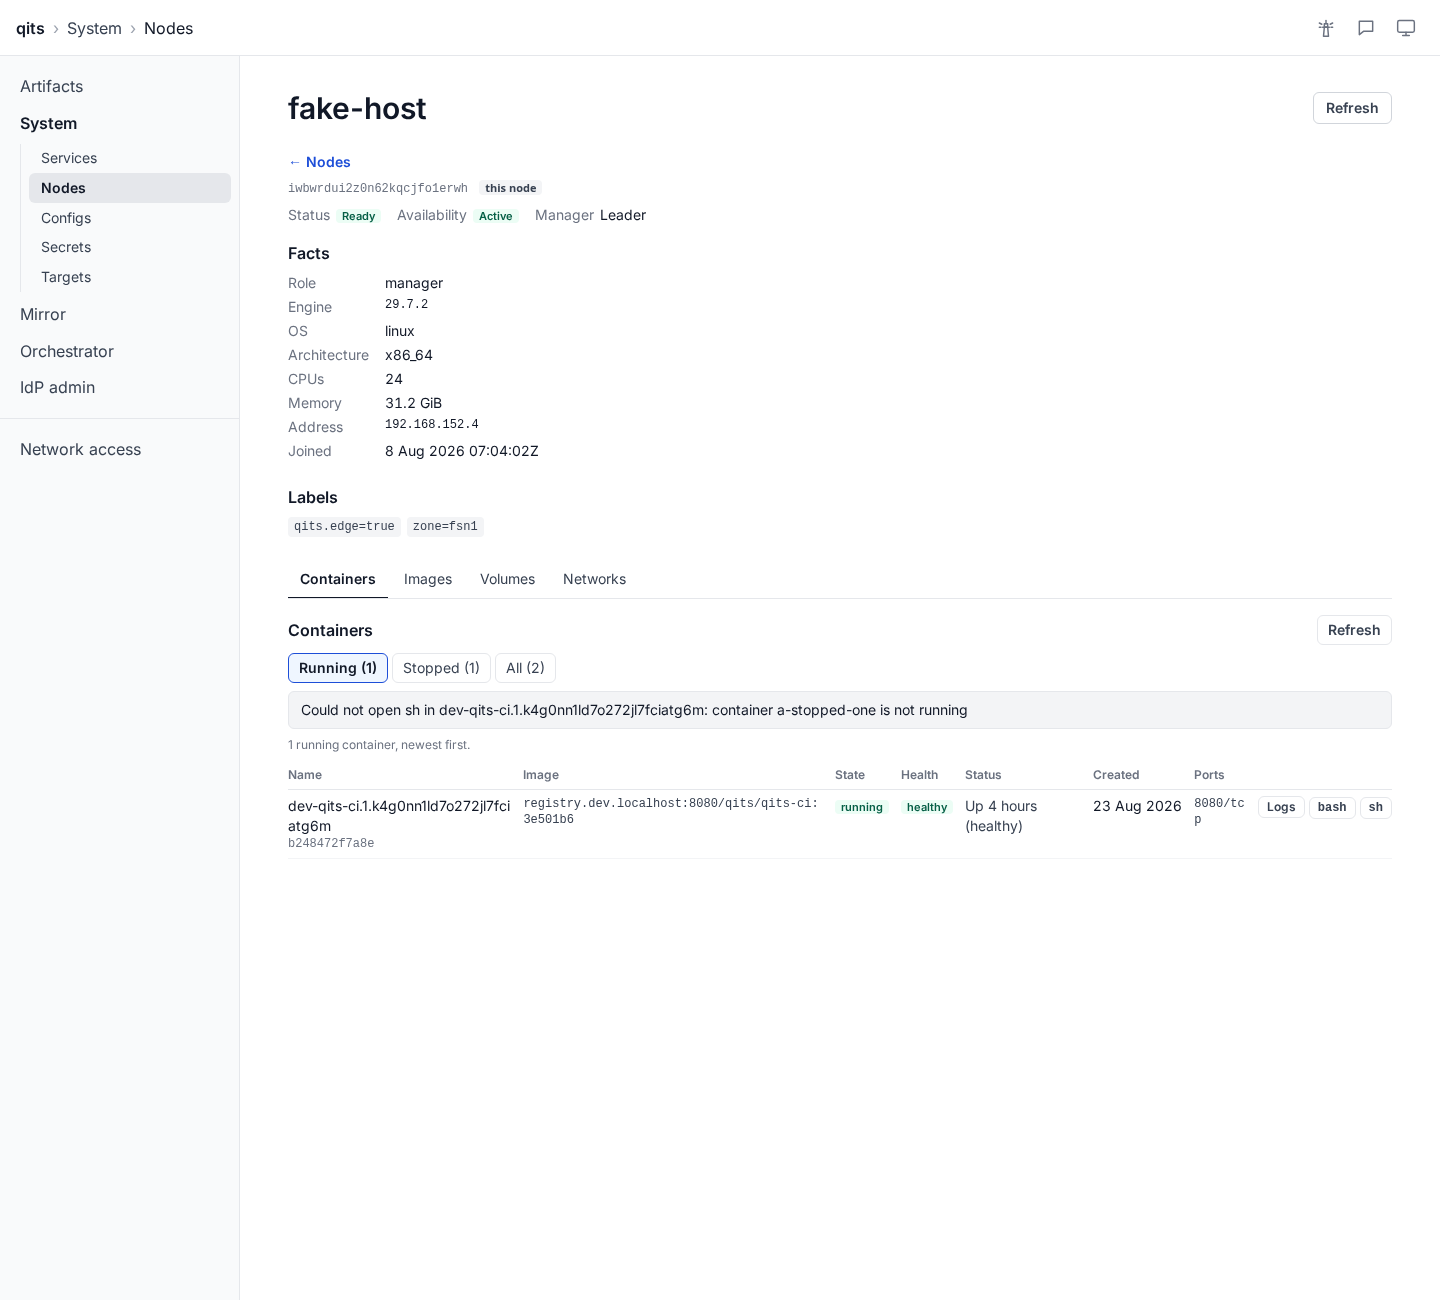 qits › System › Nodes
Artifacts
System
Services
Nodes
Configs
Secrets
Targets
Mirror
Orchestrator
IdP admin
Network access
fake-host
Refresh
← Nodes
iwbwrdui2z0n62kqcjfo1erwh this node
Status Ready Availability Active Manager Leader
Facts
Role manager
Engine 29.7.2
OS linux
Architecture x86_64
CPUs 24
Memory 31.2 GiB
Address 192.168.152.4
Joined 8 Aug 2026 07:04:02Z
Labels
qits.edge=true zone=fsn1
Containers Images Volumes Networks
Containers Refresh
Running (1) Stopped (1) All (2)
Could not open sh in dev-qits-ci.1.k4g0nn1ld7o272jl7fciatg6m: container a-stopped-one is not running
1 running container, newest first.
Name Image State Health Status Created Ports
dev-qits-ci.1.k4g0nn1ld7o272jl7fci registry.dev.localhost:8080/qits/qits-ci: running healthy Up 4 hours 23 Aug 2026 8080/tc Logs bash sh
atg6m 3e501b6 (healthy) p
b248472f7a8e